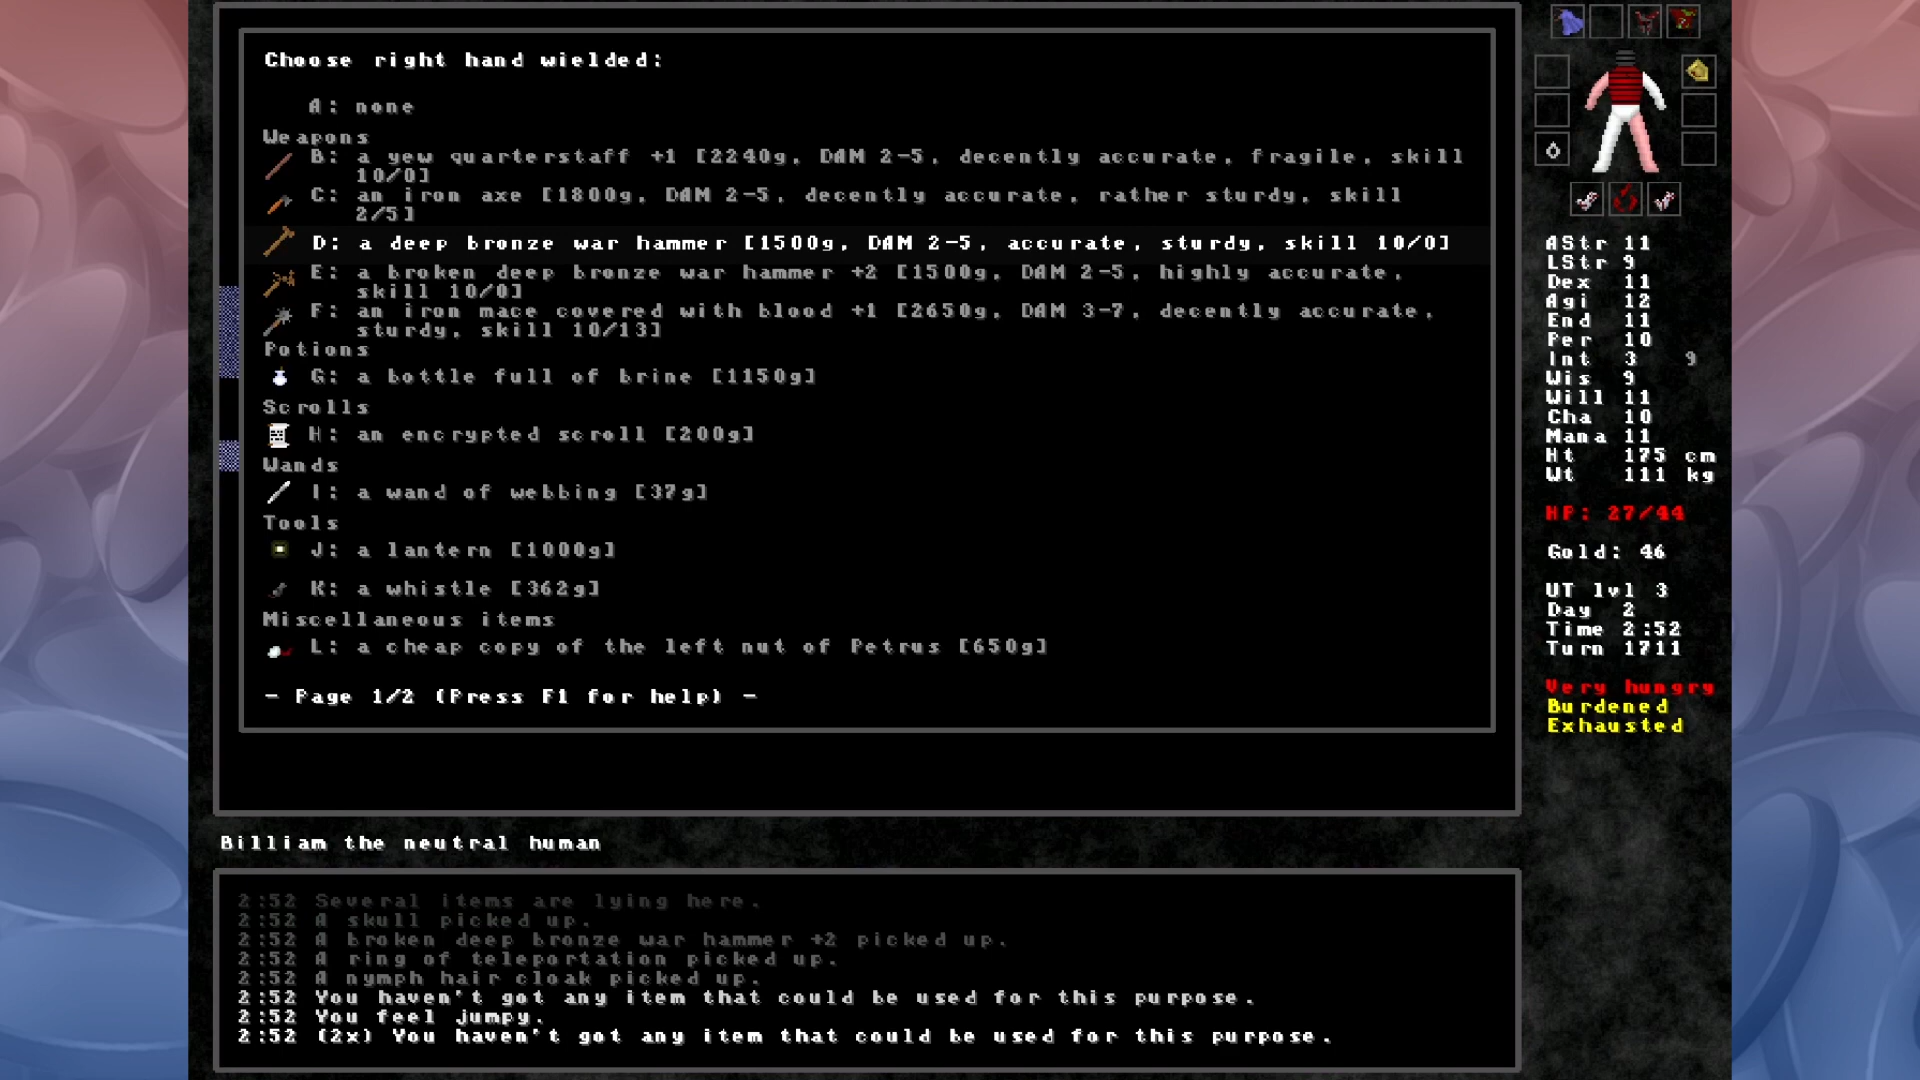 Choose right hand wielded:
A: none
Weapons
B: a yew quarterstaff +1 [2240g, DAM 2-5, decently accurate, fragile, skill
10/0]
C: an iron axe [1800g, DAM 2-5, decently accurate, rather sturdy, skill
2/5]
D: a deep bronze war hammer [1500g, DAM 2-5, accurate, sturdy, skill 10/0]
E: a broken deep bronze war hammer +2 [1500g, DAM 2-5, highly accurate,
skill 10/0]
F: an iron mace covered with blood +1 [2650g, DAM 3-7, decently accurate,
sturdy, skill 10/13]
Potions
G: a bottle full of brine [1150g]
Scrolls
H: an encrypted scroll [200g]
Wands
I: a wand of webbing [37g]
Tools
J: a lantern [1000g]
K: a whistle [362g]
Miscellaneous items
L: a cheap copy of the left nut of Petrus [650g]
- Page 1/2 (Press F1 for help) -
AStr 11
LStr 9
Dex 11
Agi 12
End 11
Per 10
Int 3 9
Wis 9
Will 11
Cha 10
Mana 11
Ht 175 cm
Wt 111 kg
HP: 27/44
Gold: 46
UT lvl 3
Day 2
Time 2:52
Turn 1711
Very hungry
Burdened
Exhausted
Billiam the neutral human
2:52 Several items are lying here.
2:52 A skull picked up.
2:52 A broken deep bronze war hammer +2 picked up.
2:52 A ring of teleportation picked up.
2:52 A nymph hair cloak picked up.
2:52 You haven't got any item that could be used for this purpose.
2:52 You feel jumpy.
2:52 (2x) You haven't got any item that could be used for this purpose.